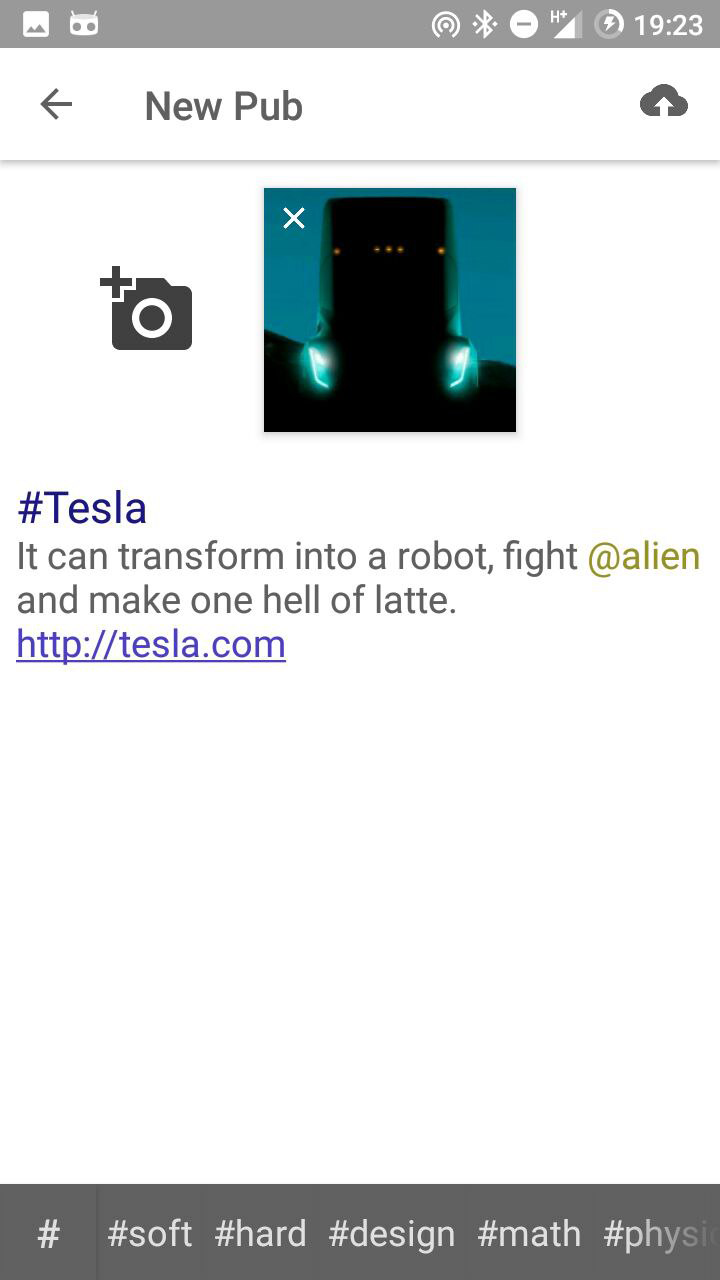 H+ 19:23
New Pub
#Tesla
It can transform into a robot, fight @alien
and make one hell of latte.
http://tesla.com
# #soft #hard #design #math #physi